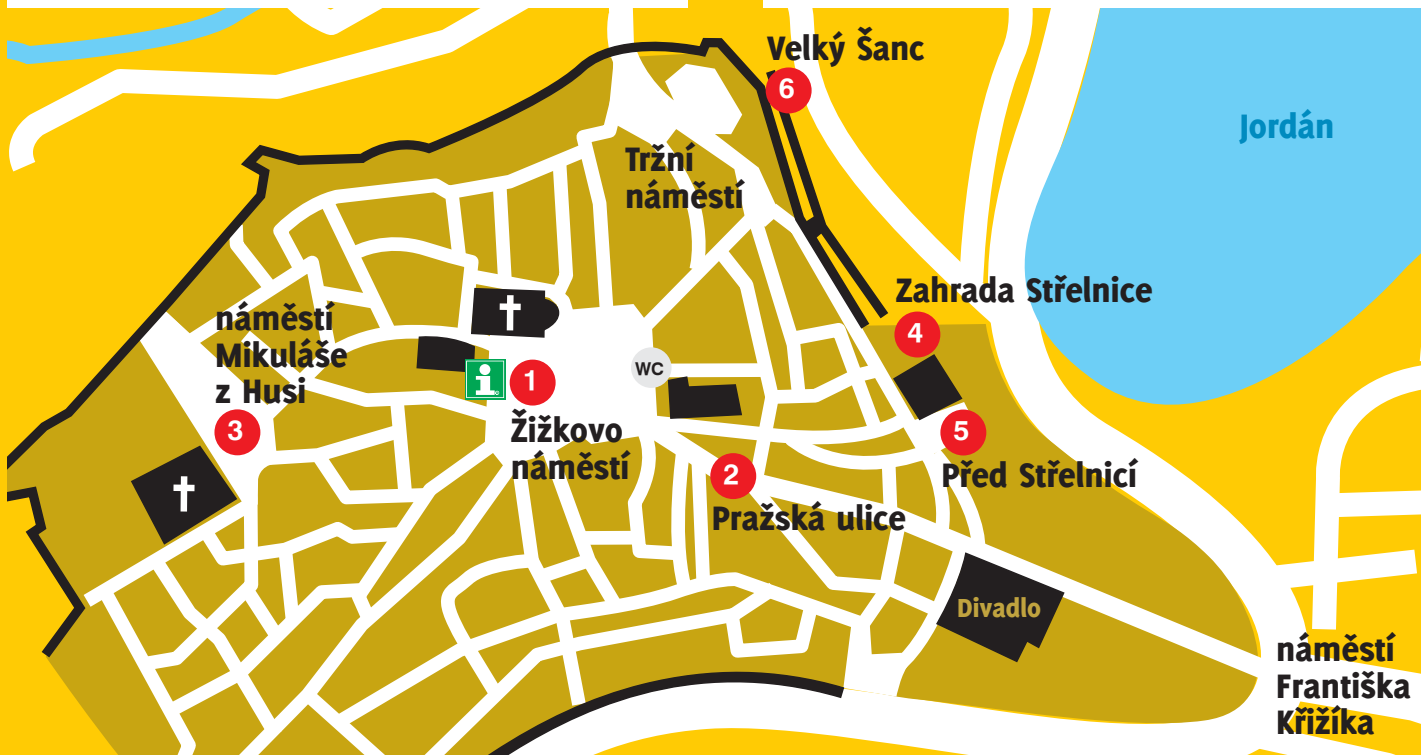 Velký Šanc
6
Jordán
Tržní
náměstí
Zahrada Střelnice
4
náměstí
Mikuláše
z Husi
3
WC
i
1
Žižkovo
náměstí
5
Před Střelnicí
2
Pražská ulice
Divadlo
náměstí
Františka
Křižíka